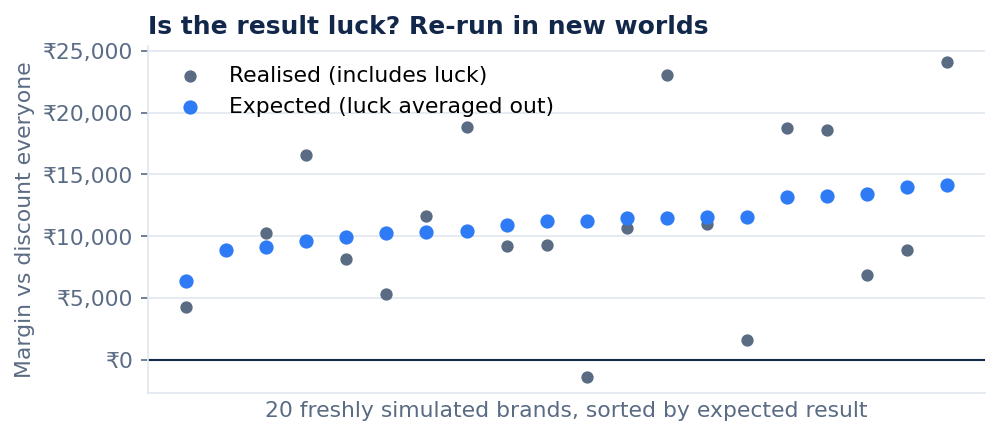 Is the result luck? Re-run in new worlds
Margin vs discount everyone
₹25,000
₹20,000
₹15,000
₹10,000
₹5,000
₹0
Realised (includes luck)
Expected (luck averaged out)
20 freshly simulated brands, sorted by expected result